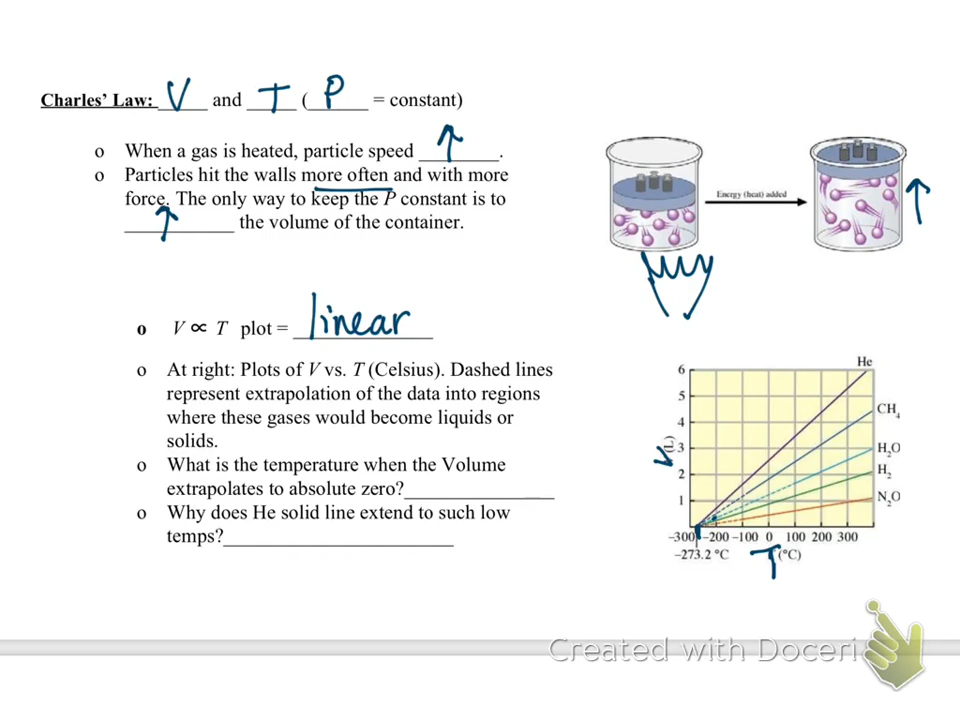 Charles' Law: V and T ( P = constant)
o When a gas is heated, particle speed ↑.
o Particles hit the walls more often and with more
force. The only way to keep the P constant is to
↑ the volume of the container.
Energy (heat) added
o V ∝ T plot = linear
o At right: Plots of V vs. T (Celsius). Dashed lines
represent extrapolation of the data into regions
where these gases would become liquids or
solids.
o What is the temperature when the Volume
extrapolates to absolute zero?
o Why does He solid line extend to such low
temps?
He
CH4
H2O
H2
N2O
6
5
4
3
2
1
V (L)
-300 -200 -100 0 100 200 300
-273.2 °C T (°C)
Created with Doceri